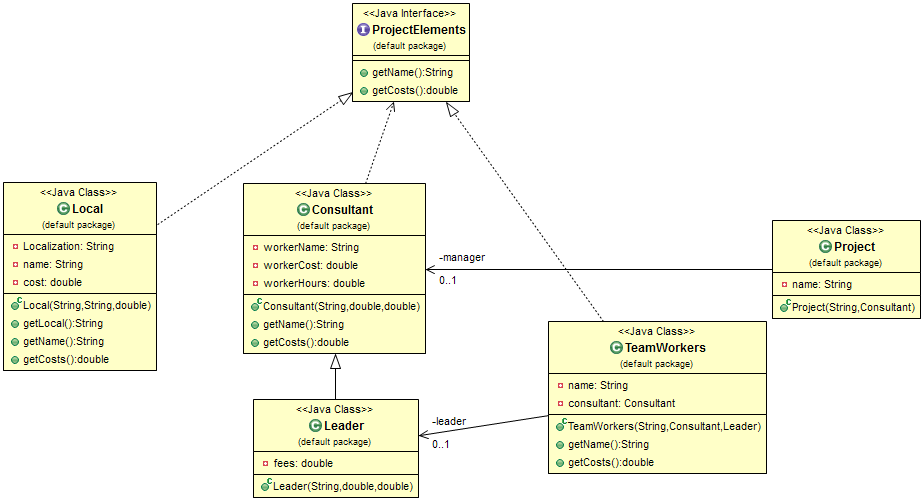 <<Java Interface>>
ProjectElements
(default package)
getName():String
getCosts():double
<<Java Class>>
Local
(default package)
Localization: String
name: String
cost: double
Local(String,String,double)
getLocal():String
getName():String
getCosts():double
<<Java Class>>
Consultant
(default package)
workerName: String
workerCost: double
workerHours: double
Consultant(String,double,double)
getName():String
getCosts():double
-manager
0..1
<<Java Class>>
Project
(default package)
name: String
Project(String,Consultant)
<<Java Class>>
TeamWorkers
(default package)
name: String
consultant: Consultant
TeamWorkers(String,Consultant,Leader)
getName():String
getCosts():double
<<Java Class>>
Leader
(default package)
fees: double
Leader(String,double,double)
-leader
0..1